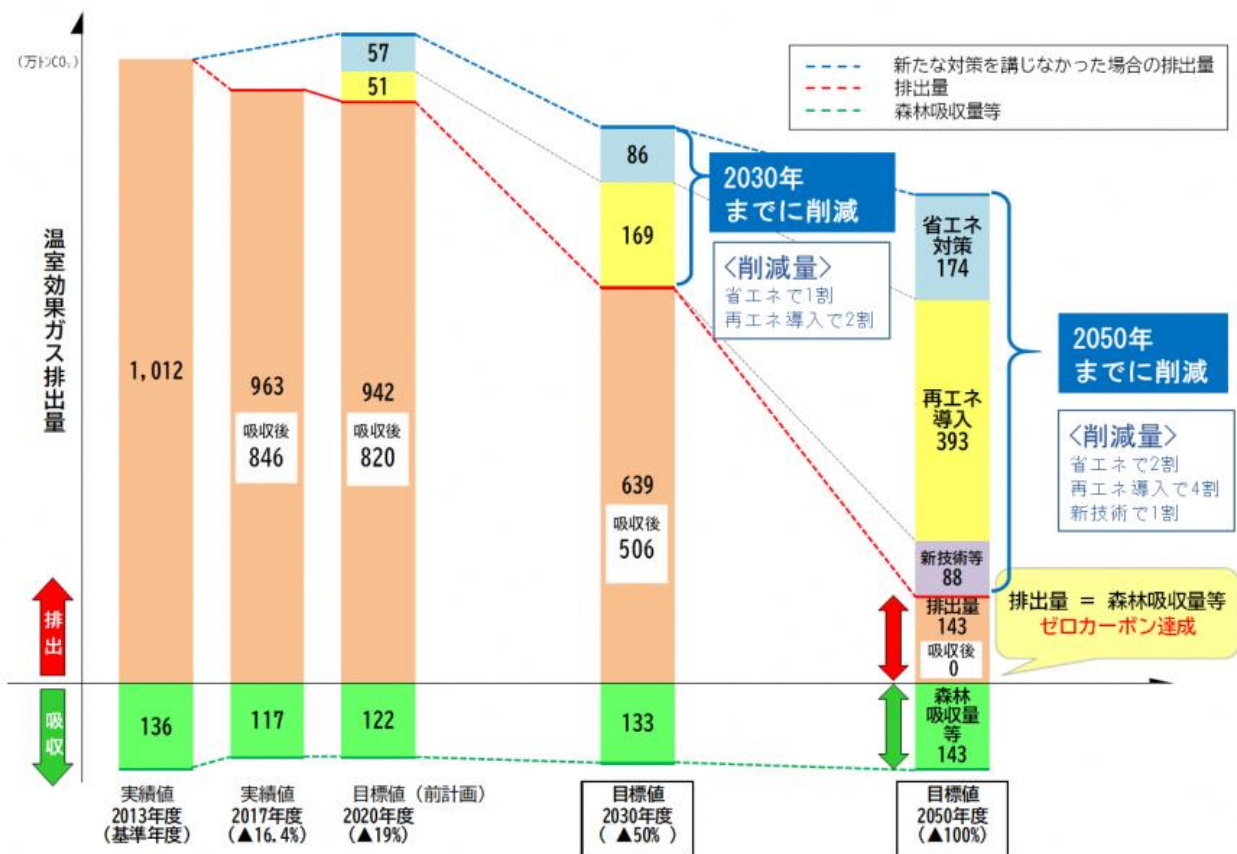 (万トンCO₂)
温室効果ガス排出量
排出
吸収
新たな対策を講じなかった場合の排出量
排出量
森林吸収量等
1,012
136
963
吸収後
846
117
57
51
942
吸収後
820
122
86
169
639
吸収後
506
133
2030年
までに削減
<削減量>
省エネで1割
再エネ導入で2割
省エネ
対策
174
再エネ
導入
393
新技術等
88
排出量
143
吸収後
0
森林
吸収量
等
143
2050年
までに削減
<削減量>
省エネで2割
再エネ導入で4割
新技術で1割
排出量 = 森林吸収量等
ゼロカーボン達成
実績値
2013年度
(基準年度)
実績値
2017年度
(▲16.4%)
目標値(前計画)
2020年度
(▲19%)
目標値
2030年度
( ▲50% )
目標値
2050年度
(▲100%)